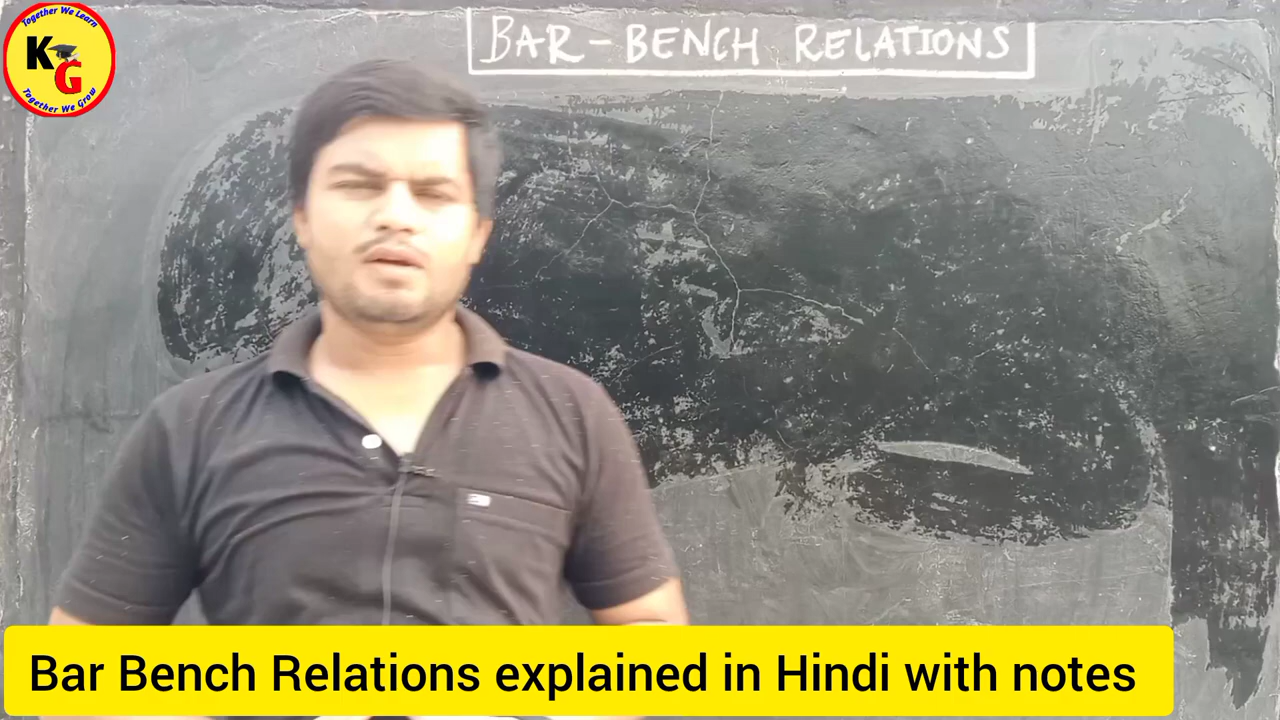 Together We Learn
KG
Together We Grow
BAR-BENCH RELATIONS
Bar Bench Relations explained in Hindi with notes